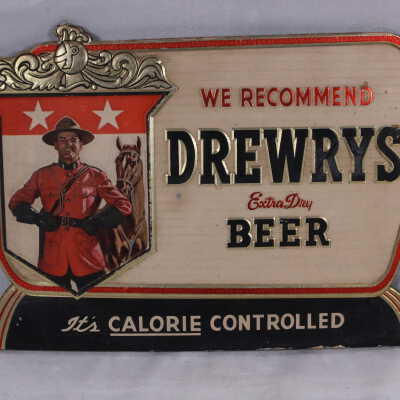 WE RECOMMEND
DREWRYS
Extra Dry
BEER
It's CALORIE CONTROLLED